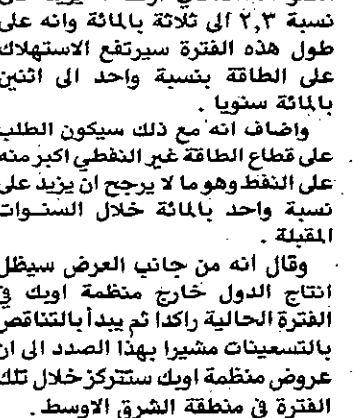 نسبة ٢,٣ الى ثلاثة بالمائة وانه على
طول هذه الفترة سيرتفع الاستهلاك
على الطاقة بنسبة واحد الى اثنين
بالمائة سنويا .
واضاف انه مع ذلك سيكون الطلب
على قطاع الطاقة غير النفطي اكبر منه
على النفط وهو ما لا يرجح ان يزيد على
نسبة واحد بالمائة خلال السنوات
المقبلة .
وقال انه من جانب العرض سيظل
انتاج الدول خارج منظمة اوبك في
الفترة الحالية راكدا ثم يبدأ بالتناقص
بالتسعينات مشيرا بهذا الصدد الى ان
عروض منظمة اوبك ستتركز خلال تلك
الفترة في منطقة الشرق الاوسط .